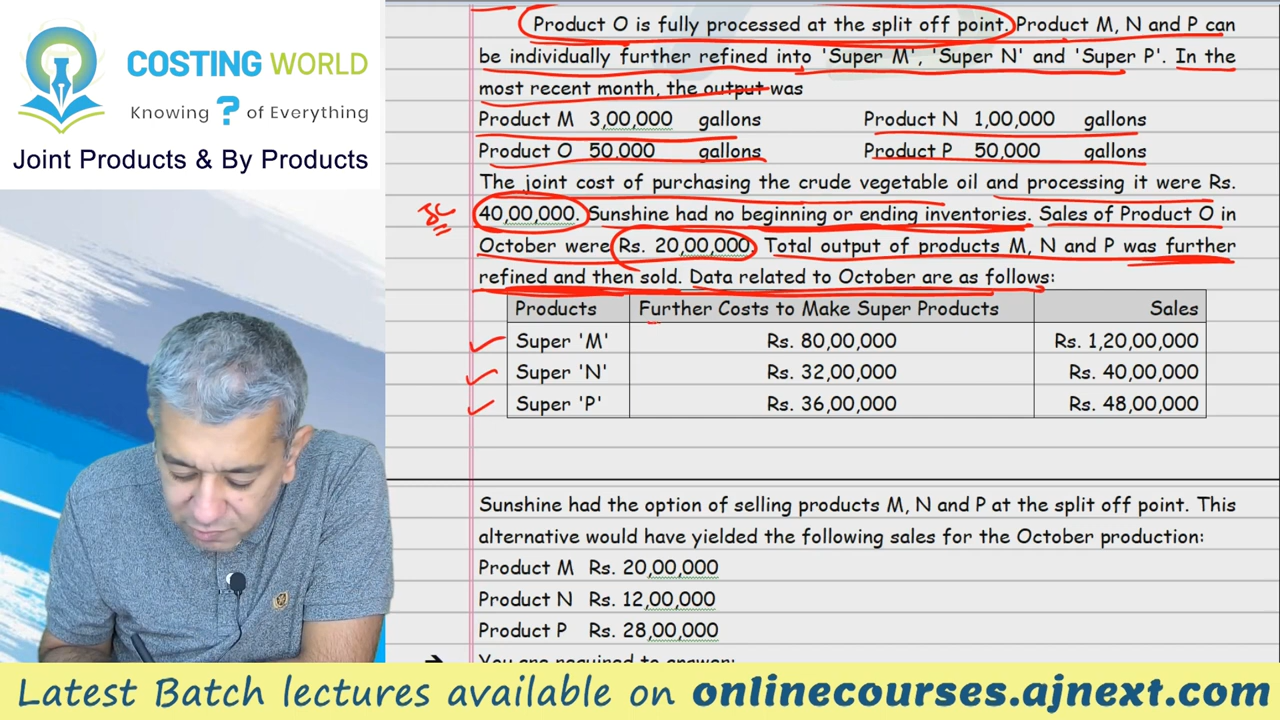 COSTING WORLD
Knowing ? of Everything
Joint Products & By Products
Product O is fully processed at the split off point. Product M, N and P can
be individually further refined into 'Super M', 'Super N' and 'Super P'. In the
most recent month, the output was
Product M 3,00,000 gallons Product N 1,00,000 gallons
Product O 50,000 gallons Product P 50,000 gallons
The joint cost of purchasing the crude vegetable oil and processing it were Rs.
JC
40,00,000. Sunshine had no beginning or ending inventories. Sales of Product O in
October were Rs. 20,00,000. Total output of products M, N and P was further
refined and then sold. Data related to October are as follows:
Products Further Costs to Make Super Products Sales
Super 'M' Rs. 80,00,000 Rs. 1,20,00,000
Super 'N' Rs. 32,00,000 Rs. 40,00,000
Super 'P' Rs. 36,00,000 Rs. 48,00,000
Sunshine had the option of selling products M, N and P at the split off point. This
alternative would have yielded the following sales for the October production:
Product M Rs. 20,00,000
Product N Rs. 12,00,000
Product P Rs. 28,00,000
You are required to answer:
Latest Batch lectures available on onlinecourses.ajnext.com